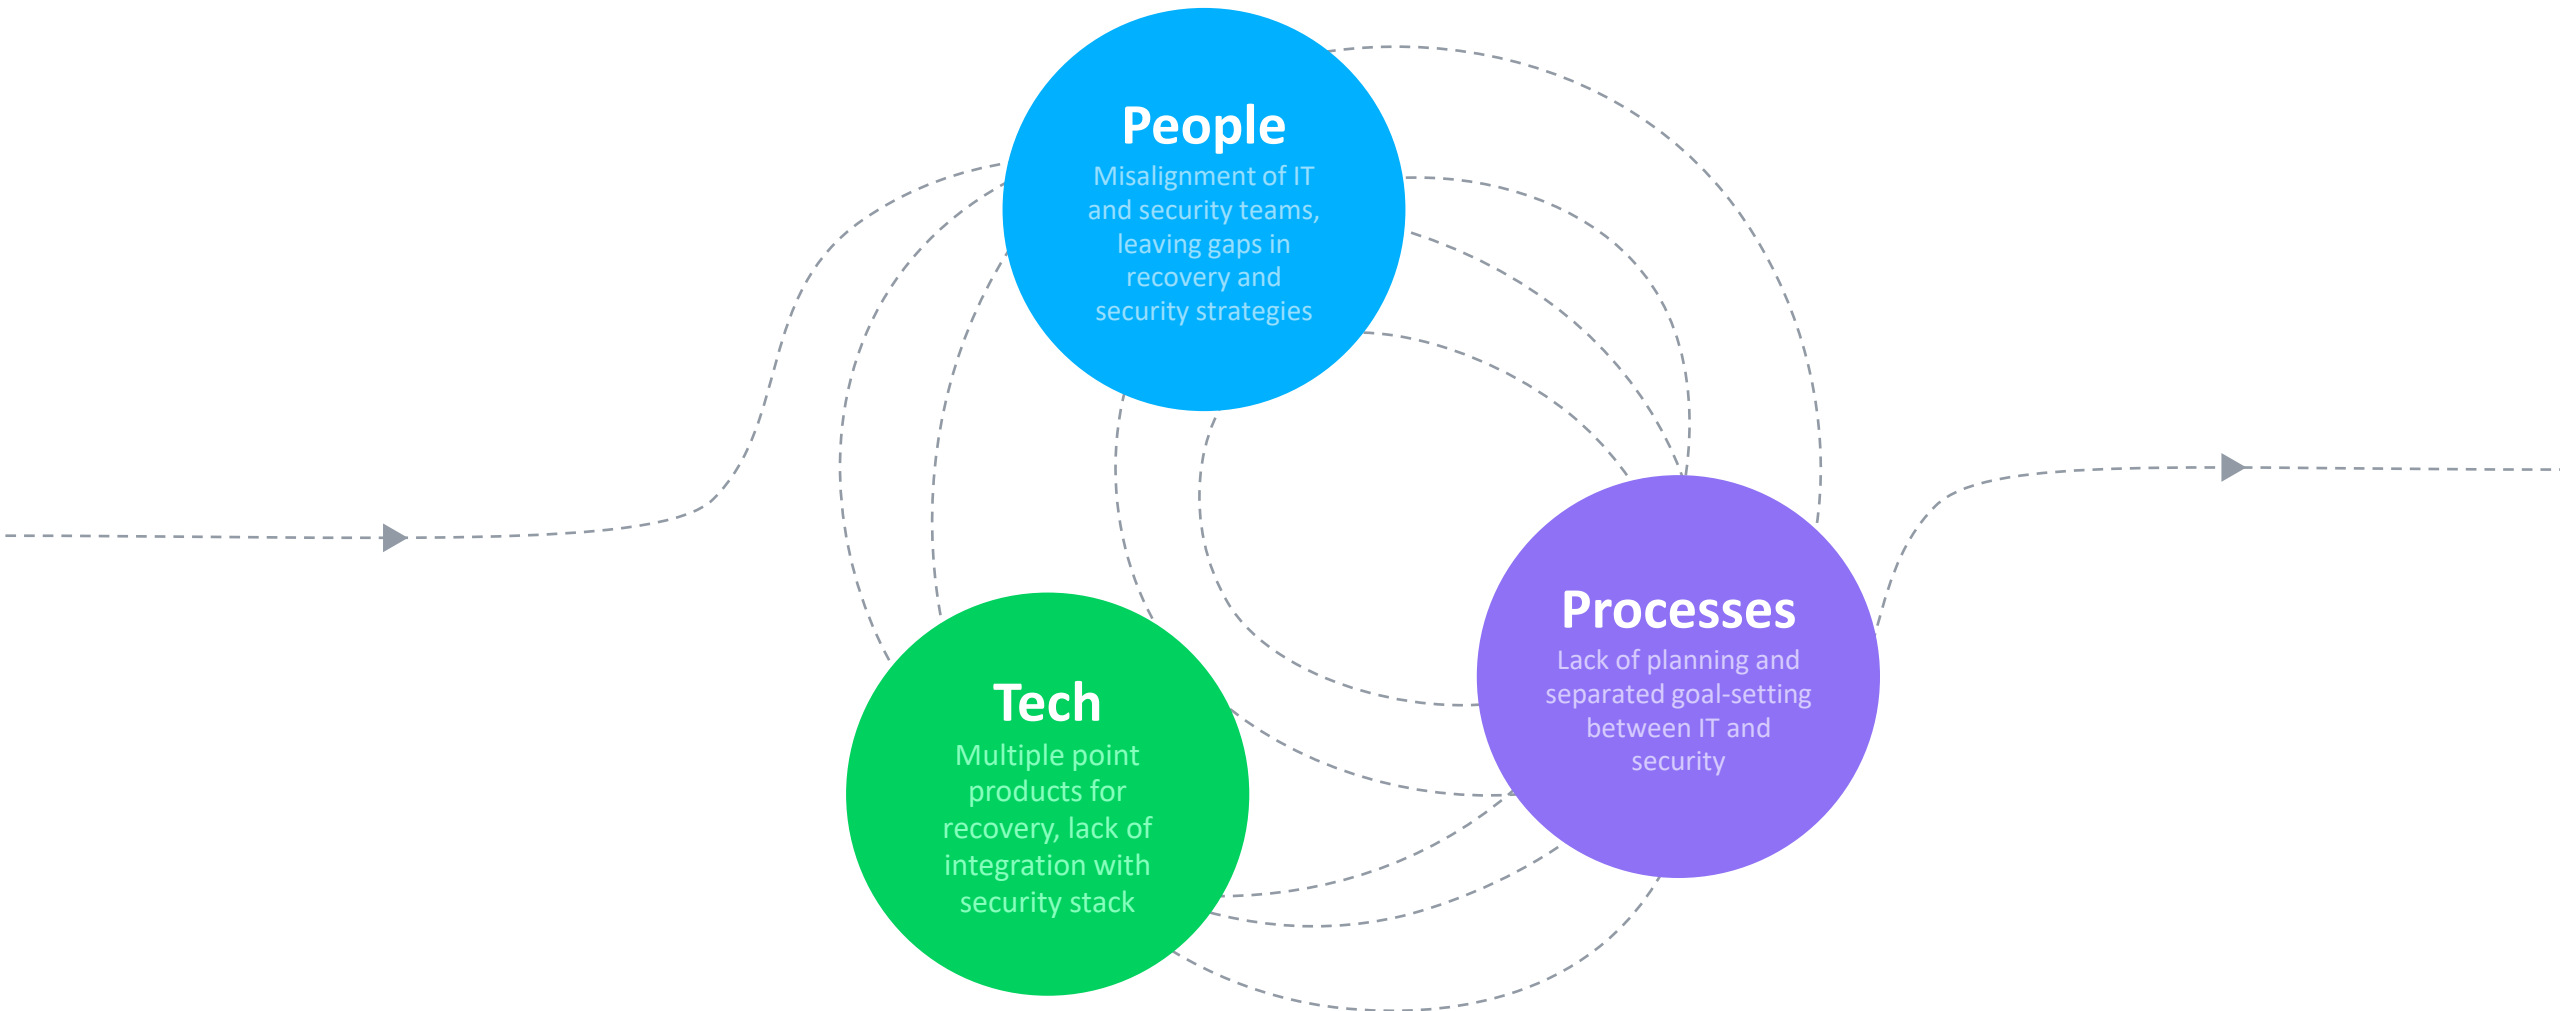 People
Misalignment of IT
and security teams,
leaving gaps in
recovery and
security strategies
Processes
Lack of planning and
separated goal-setting
between IT and
security
Tech
Multiple point
products for
recovery, lack of
integration with
security stack